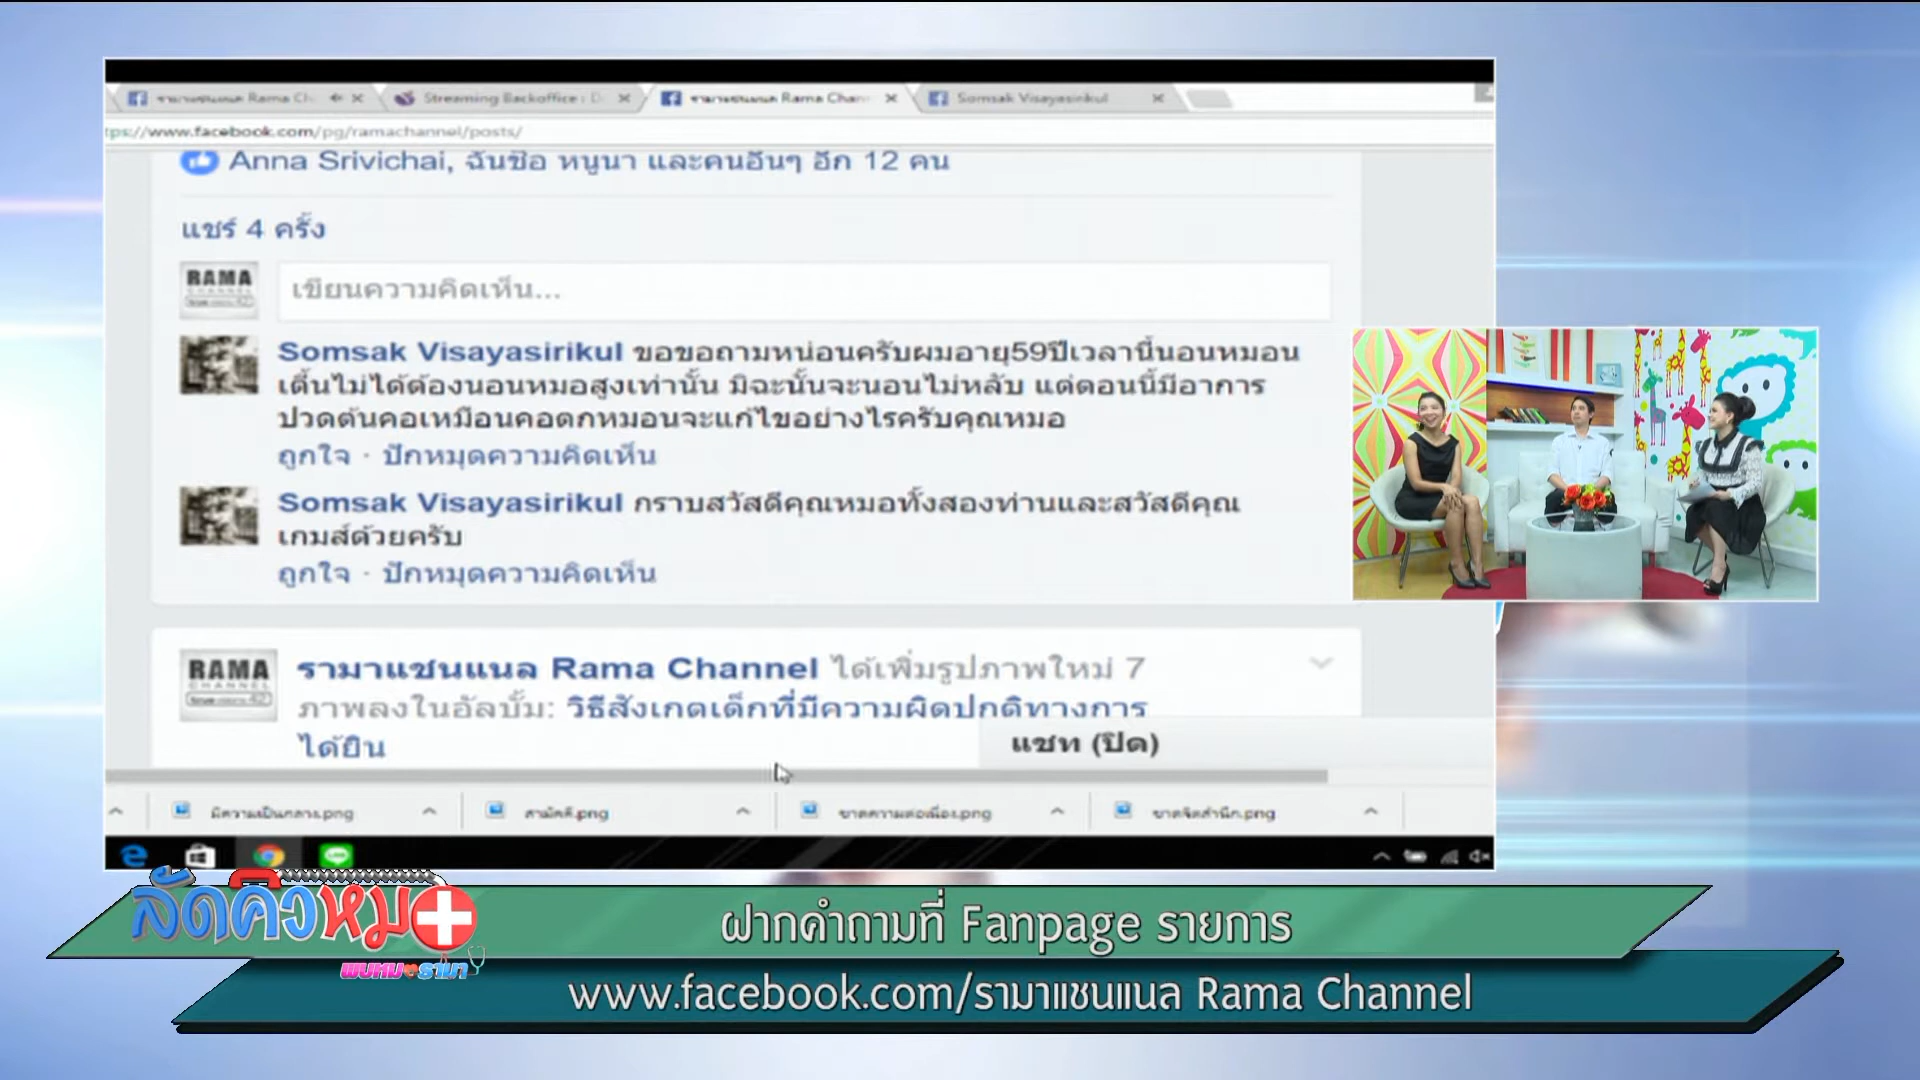 รามาแชนแนล Rama Ch
Streaming Backoffice : D
รามาแชนแนล Rama Chan
Somsak Visayasirikul
tps://www.facebook.com/pg/ramachannel/posts/
Anna Srivichai, ฉันชื่อ หนูนา และคนอื่นๆ อีก 12 คน
แชร์ 4 ครั้ง
RAMA
CHANNEL
เขียนความคิดเห็น...
Somsak Visayasirikul ขอขอถามหน่อนครับผมอายุ59ปีเวลานี้นอนหมอน
เตี้นไม่ได้ต้องนอนหมอสูงเท่านั้น มิฉะนั้นจะนอนไม่หลับ แต่ตอนนี้มีอาการ
ปวดต้นคอเหมือนคอตกหมอนจะแก้ไขอย่างไรครับคุณหมอ
ถูกใจ · ปักหมุดความคิดเห็น
Somsak Visayasirikul กราบสวัสดีคุณหมอทั้งสองท่านและสวัสดีคุณ
เกมส์ด้วยครับ
ถูกใจ · ปักหมุดความคิดเห็น
RAMA
CHANNEL
รามาแชนแนล Rama Channel ได้เพิ่มรูปภาพใหม่ 7
ภาพลงในอัลบั้ม: วิธีสังเกตเด็กที่มีความผิดปกติทางการ
ได้ยิน
แชท (ปิด)
มีความเป็นกลาง.png
สามัคคี.png
ขาดความต่อเนื่อง.png
ขาดจิตสำนึก.png
ลัดคิวหมอ
พบหมอรามา
ฝากคำถามที่ Fanpage รายการ
www.facebook.com/รามาแชนแนล Rama Channel